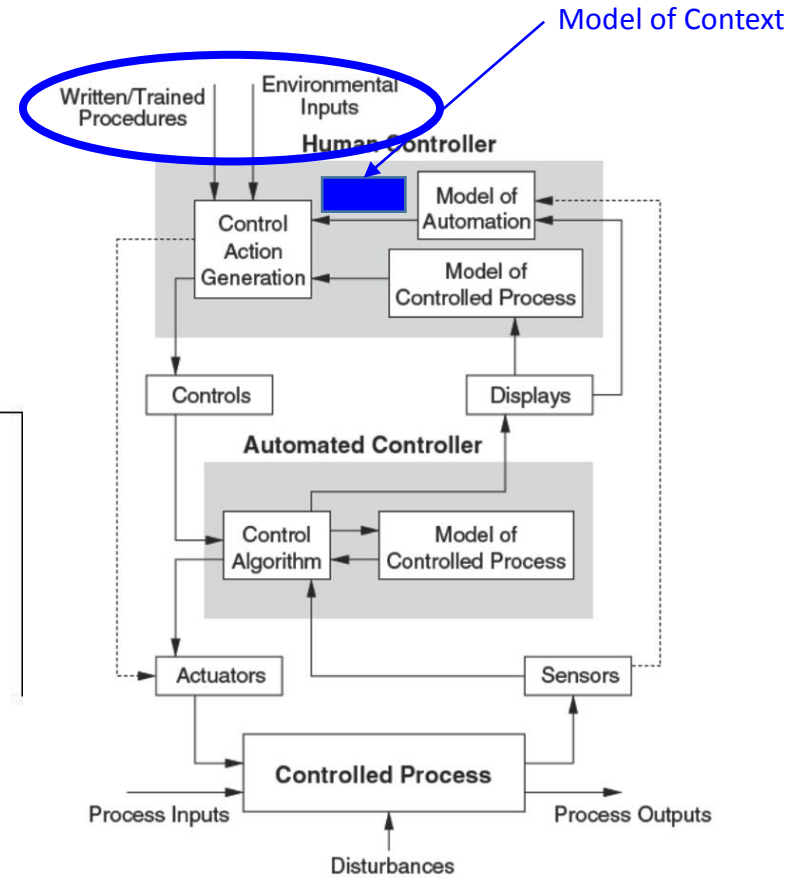 Model of Context
Written/Trained
Procedures
Environmental
Inputs
Human Controller
Control
Action
Generation
Model of
Automation
Model of
Controlled Process
Controls
Displays
Automated Controller
Control
Algorithm
Model of
Controlled Process
Actuators
Sensors
Controlled Process
Process Inputs
Process Outputs
Disturbances